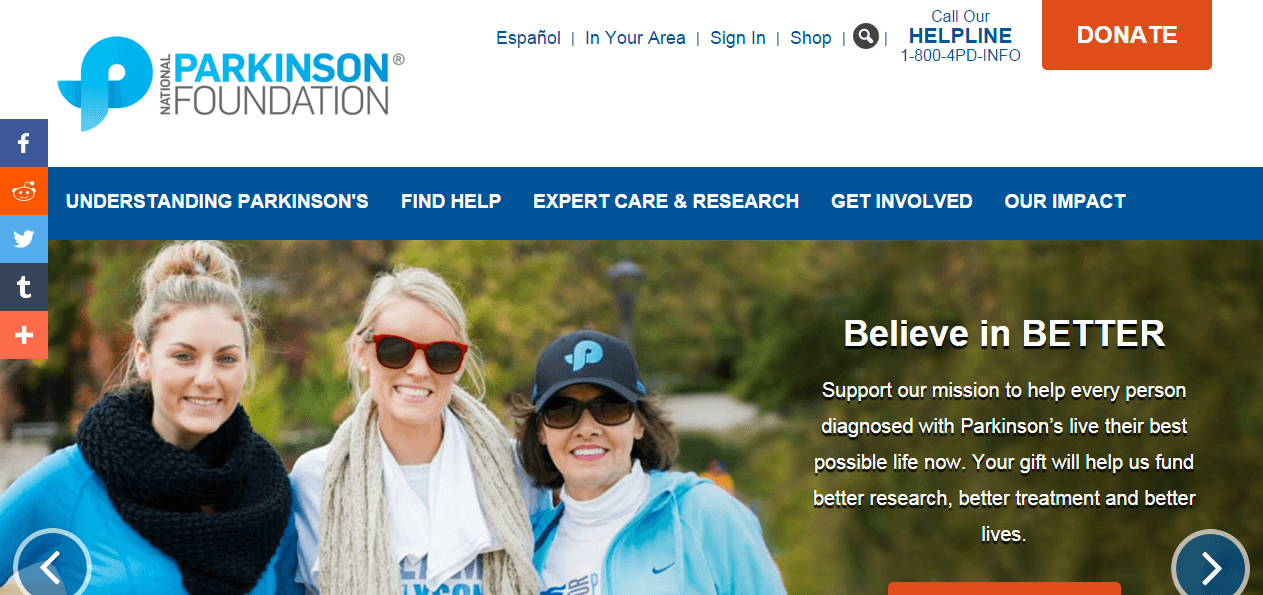 Español | In Your Area | Sign In | Shop | |
Call Our
HELPLINE
1-800-4PD-INFO
DONATE
NATIONAL
PARKINSON®
FOUNDATION
UNDERSTANDING PARKINSON'S FIND HELP EXPERT CARE & RESEARCH GET INVOLVED OUR IMPACT
Believe in BETTER
Support our mission to help every person
diagnosed with Parkinson’s live their best
possible life now. Your gift will help us fund
better research, better treatment and better
lives.